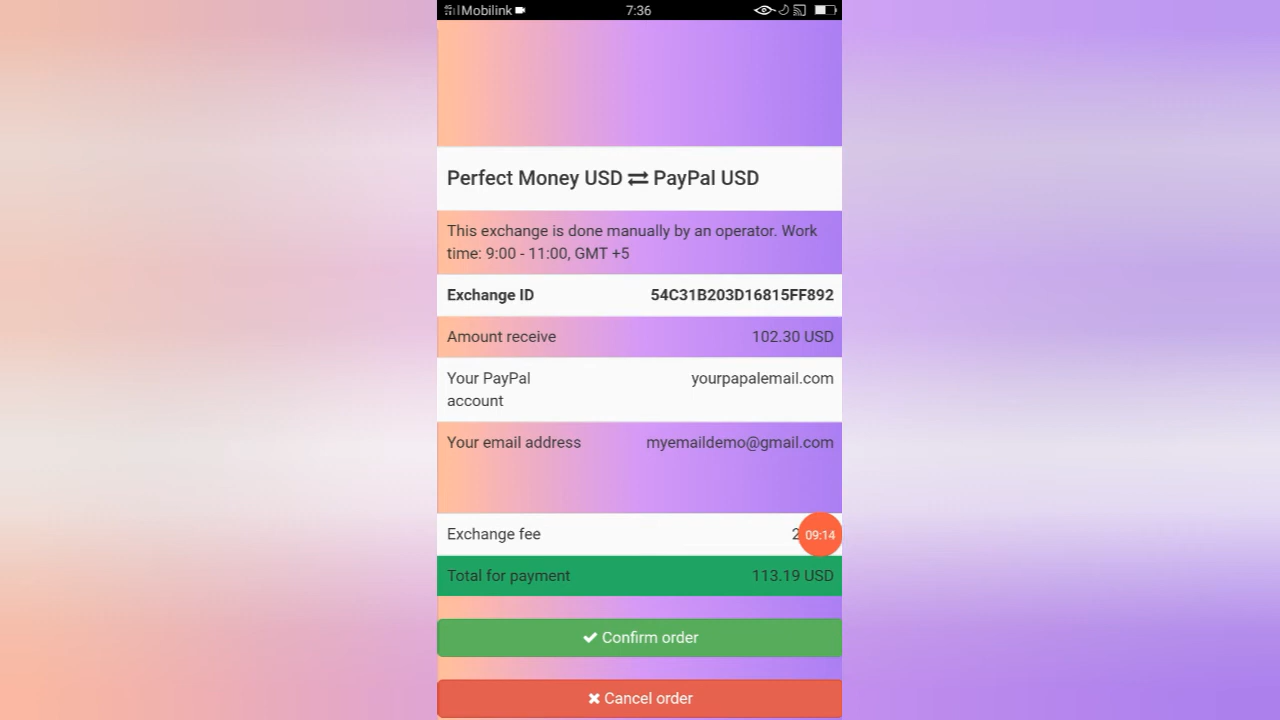 4G Mobilink 7:36
Perfect Money USD ⇄ PayPal USD
This exchange is done manually by an operator. Work
time: 9:00 - 11:00, GMT +5
Exchange ID 54C31B203D16815FF892
Amount receive 102.30 USD
Your PayPal yourpapalemail.com
account
Your email address myemaildemo@gmail.com
Exchange fee 2
09:14
Total for payment 113.19 USD
✔ Confirm order
✖ Cancel order